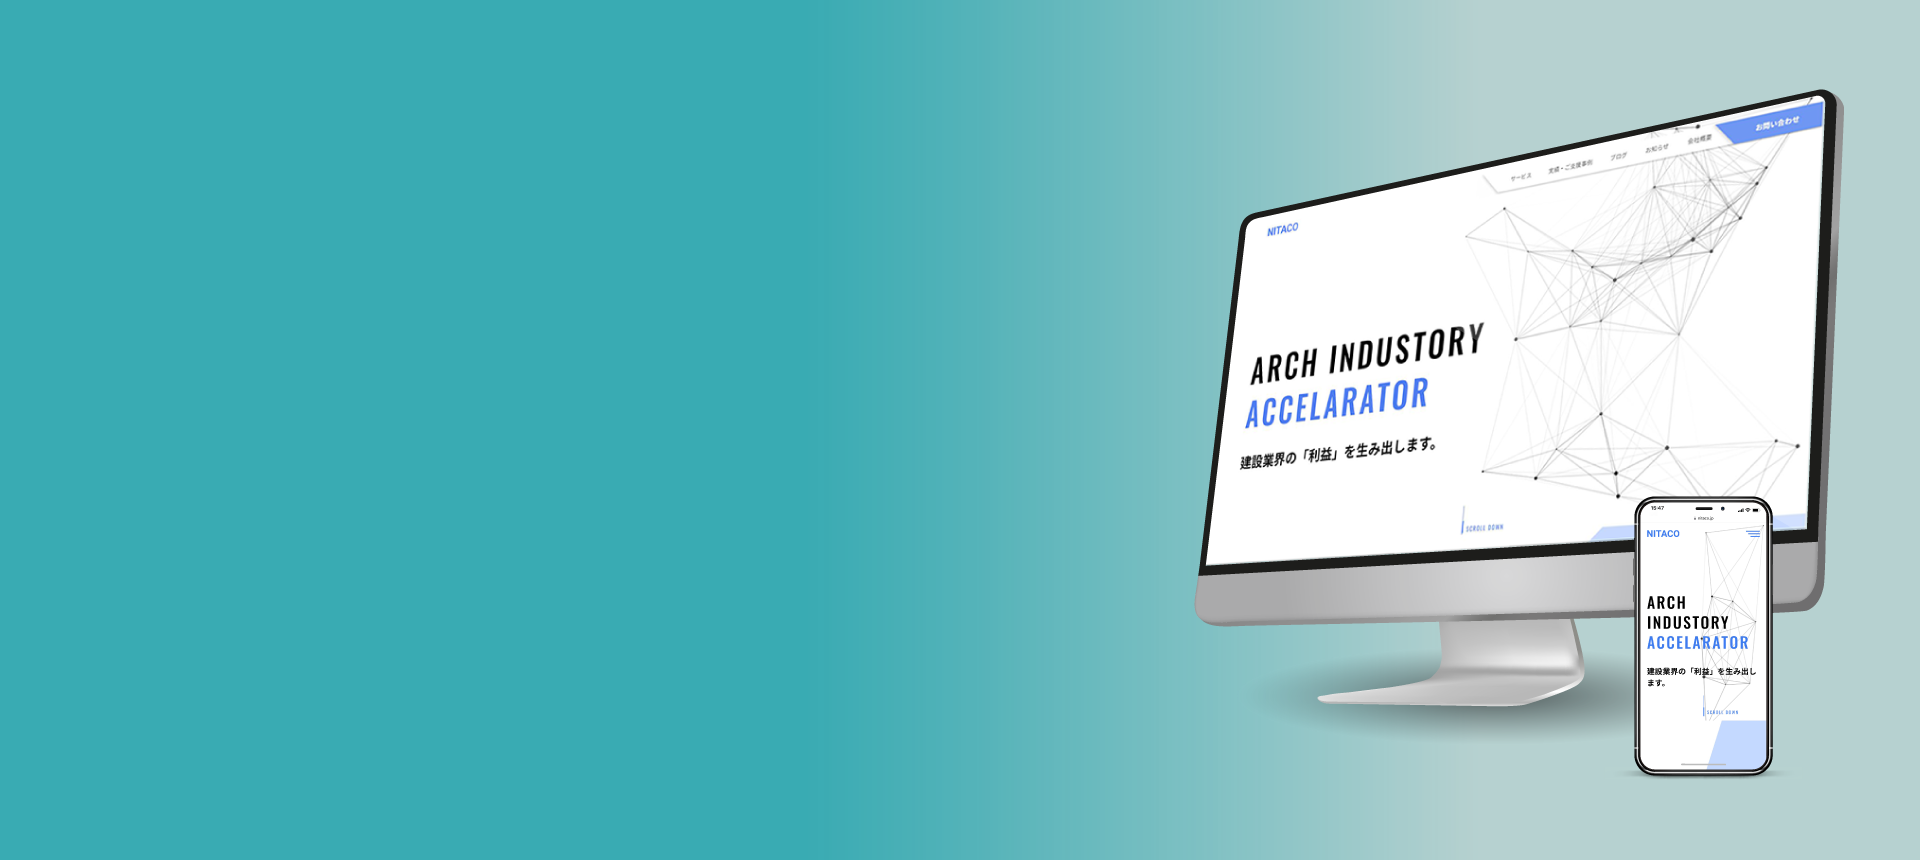 お問い合わせ
サービス
実績・ご支援事例
ブログ
お知らせ
会社概要
NITACO
ARCH INDUSTORY
ACCELARATOR
建設業界の「利益」を生み出します。
SCROLL DOWN
15:47
nitaco.jp
NITACO
ARCH
INDUSTORY
ACCELARATOR
建設業界の「利益」を生み出し
ます。
SCROLL DOWN